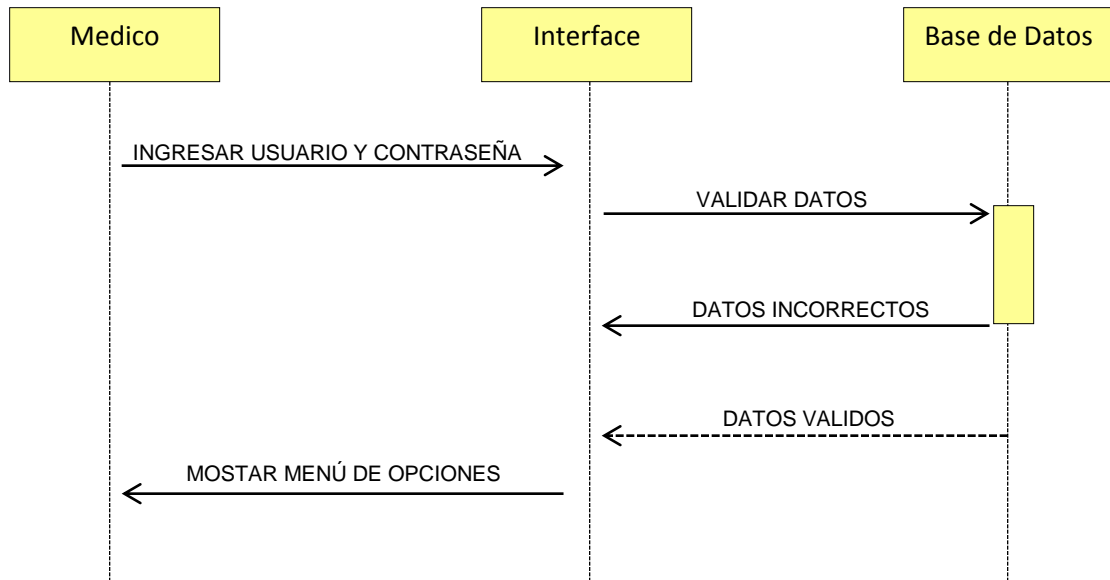 Medico
Interface
Base de Datos
INGRESAR USUARIO Y CONTRASEÑA
VALIDAR DATOS
DATOS INCORRECTOS
DATOS VALIDOS
MOSTAR MENÚ DE OPCIONES